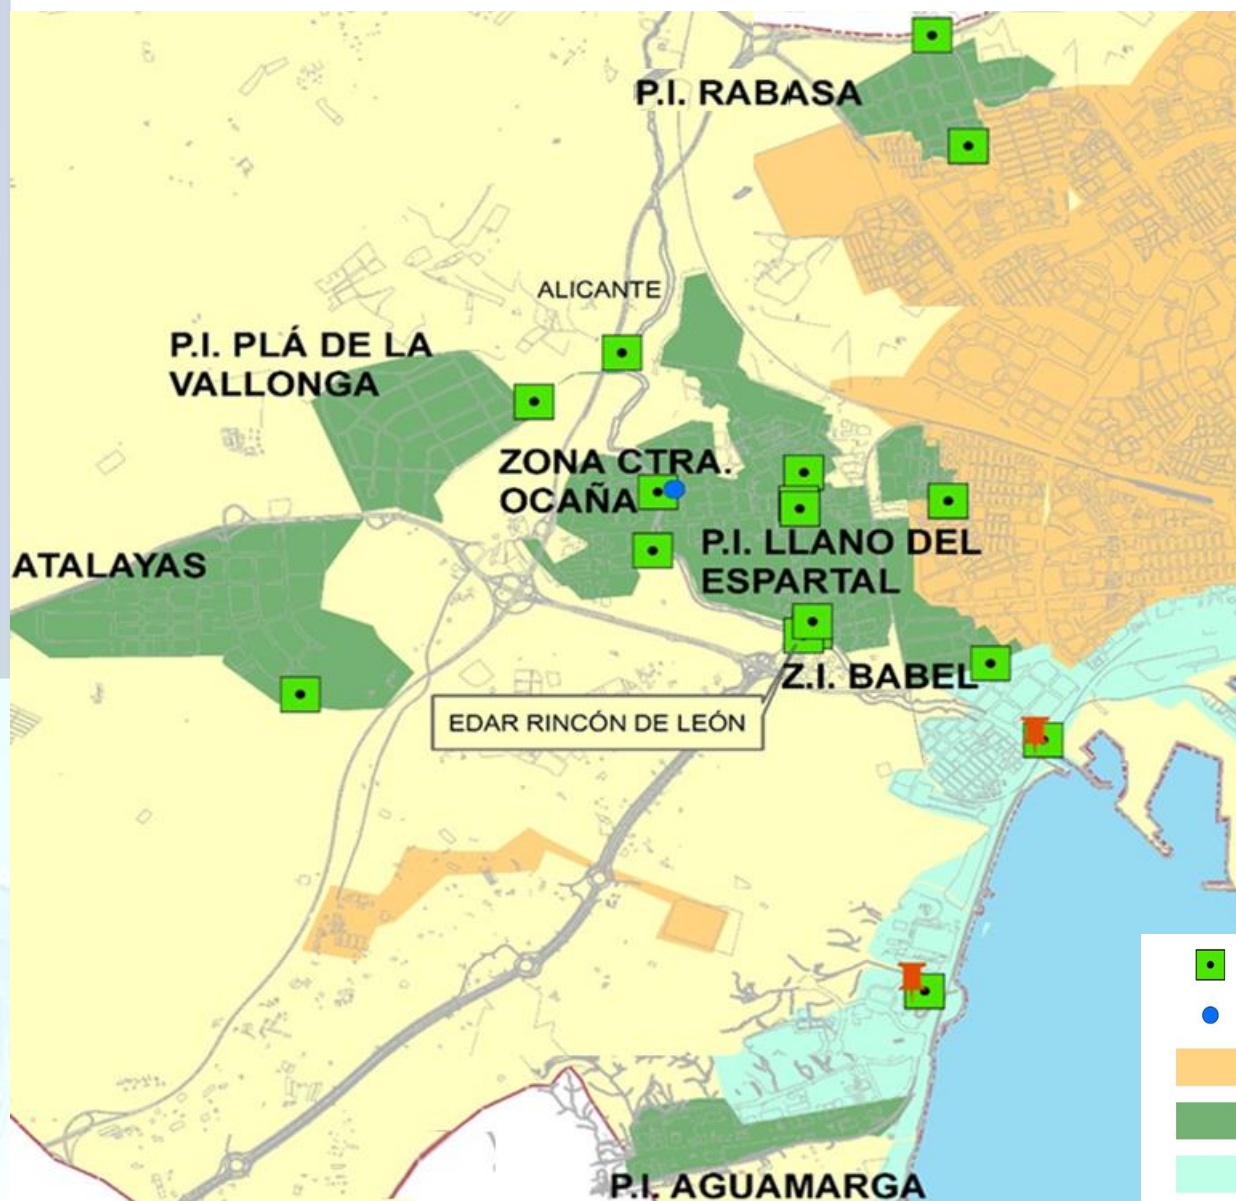 P.I. RABASA
ALICANTE
P.I. PLÁ DE LA
VALLONGA
ZONA CTRA.
OCAÑA
P.I. LLANO DEL
ESPARTAL
ATALAYAS
Z.I. BABEL
EDAR RINCÓN DE LEÓN
P.I. AGUAMARGA